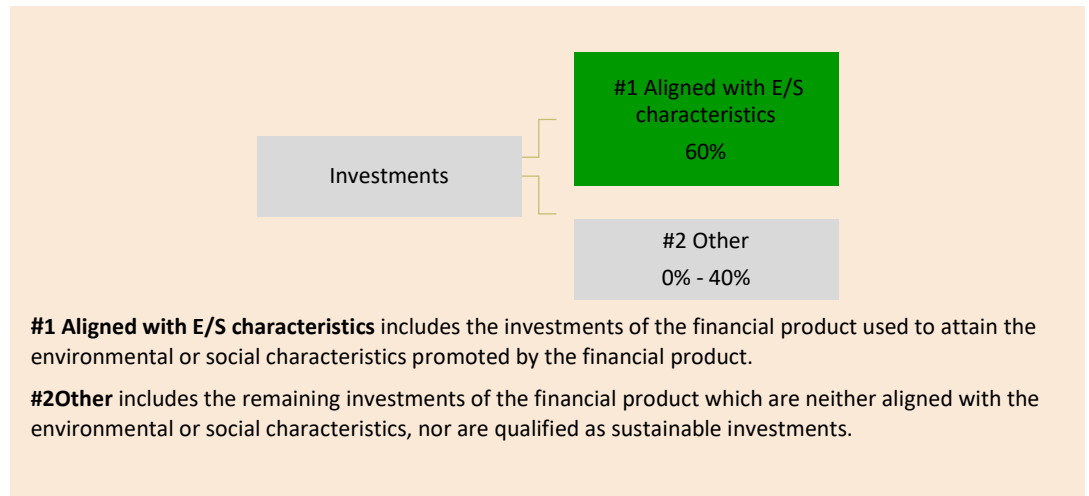 #1 Aligned with E/S
characteristics
60%
Investments
#2 Other
0% - 40%
#1 Aligned with E/S characteristics includes the investments of the financial product used to attain the
environmental or social characteristics promoted by the financial product.
#2Other includes the remaining investments of the financial product which are neither aligned with the
environmental or social characteristics, nor are qualified as sustainable investments.